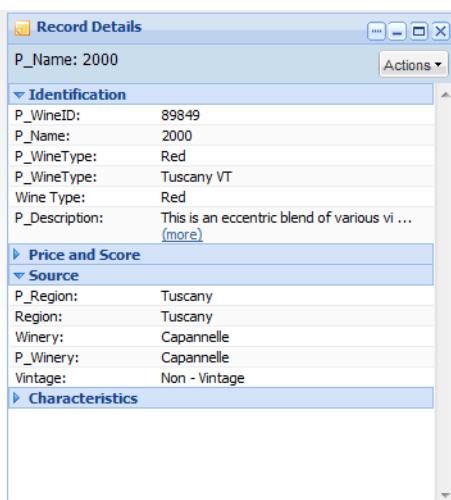 Record Details
P_Name: 2000
Actions
Identification
P_WineID: 89849
P_Name: 2000
P_WineType: Red
P_WineType: Tuscany VT
Wine Type: Red
P_Description: This is an eccentric blend of various vi ...
(more)
Price and Score
Source
P_Region: Tuscany
Region: Tuscany
Winery: Capannelle
P_Winery: Capannelle
Vintage: Non - Vintage
Characteristics